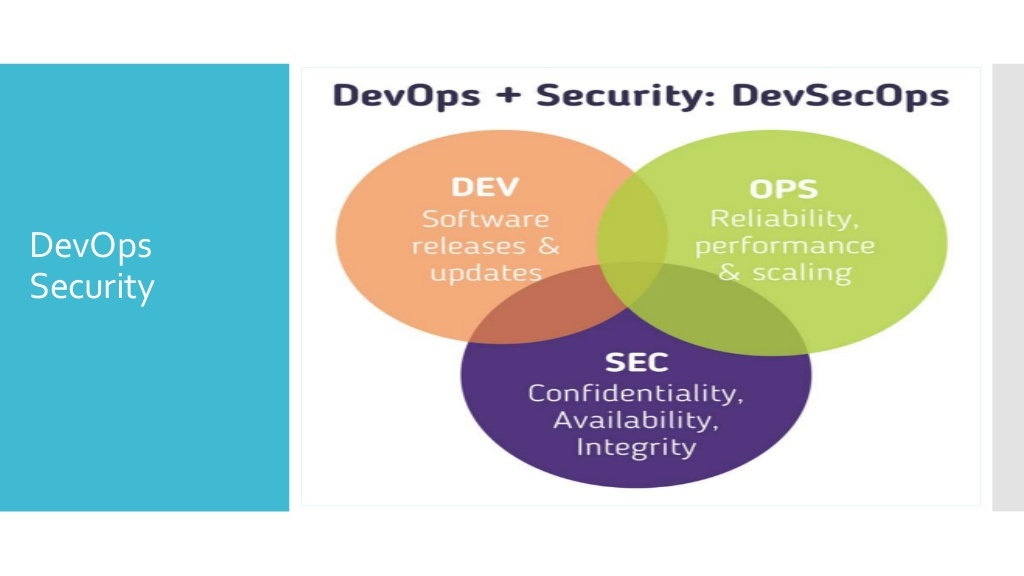 DevOps
Security
DevOps + Security: DevSecOps
DEV
Software
releases &
updates
OPS
Reliability,
performance
& scaling
SEC
Confidentiality,
Availability,
Integrity